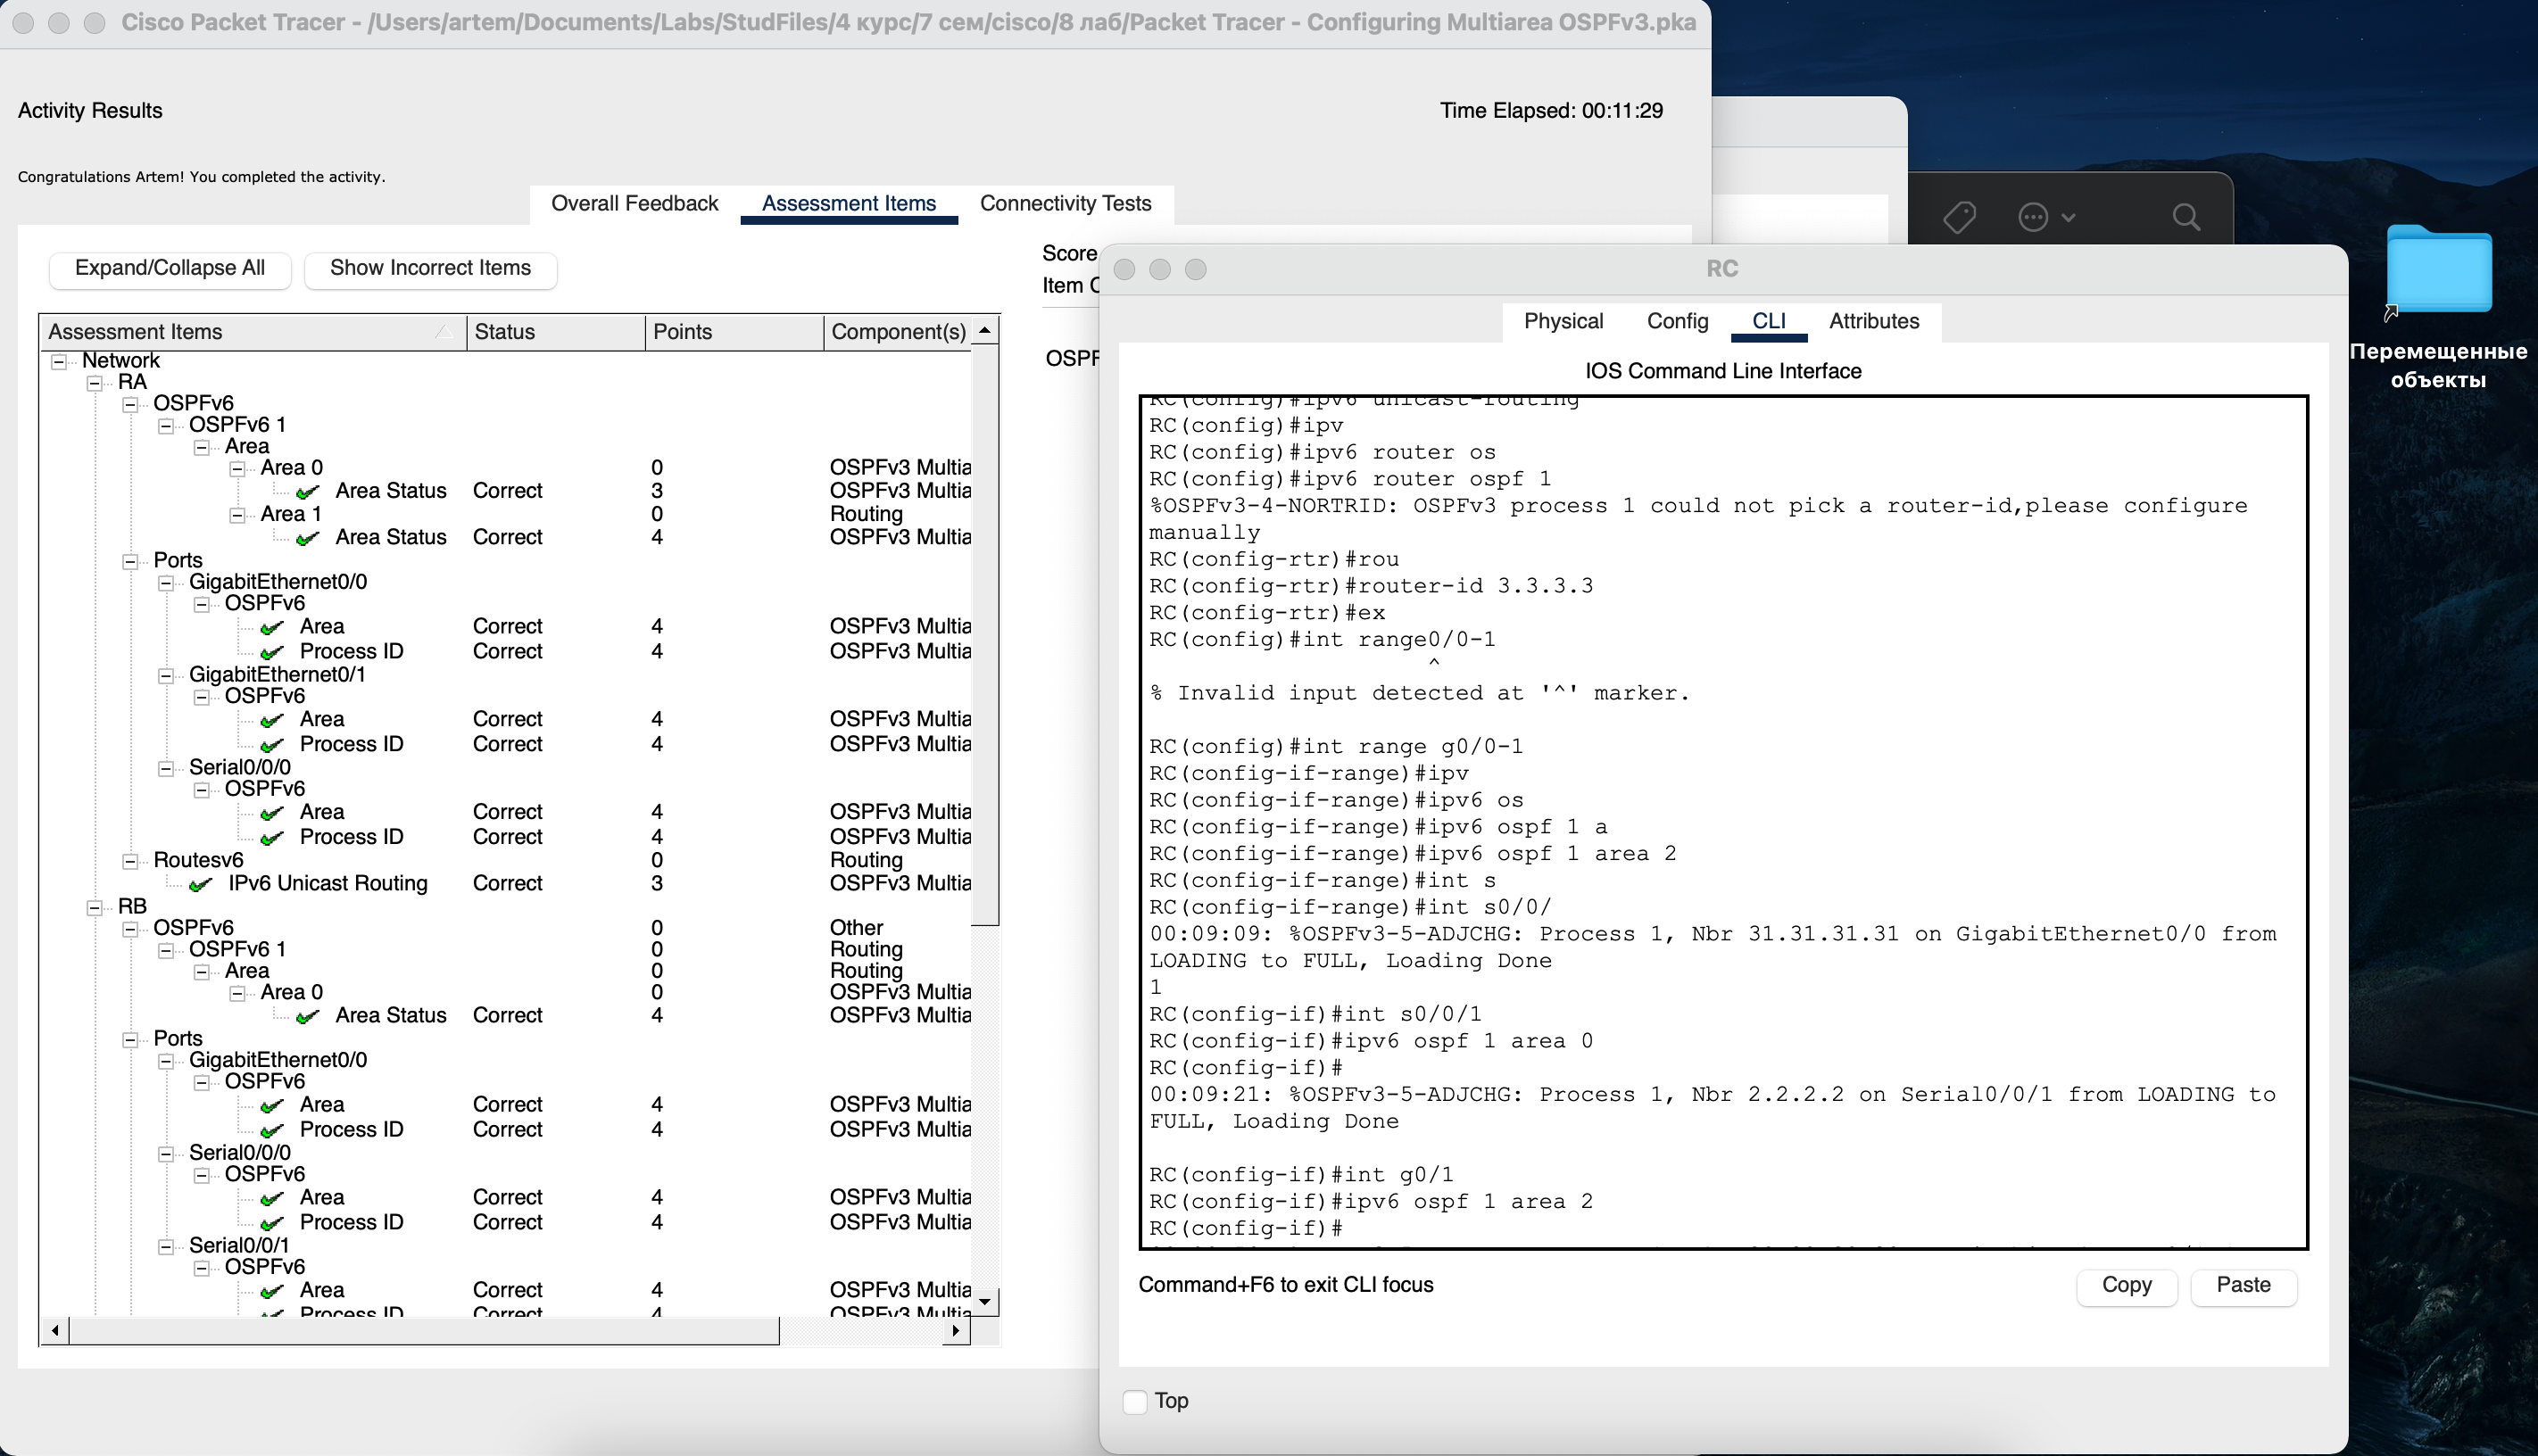 Cisco Packet Tracer - /Users/artem/Documents/Labs/StudFiles/4 курс/7 сем/cisco/8 лаб/Packet Tracer - Configuring Multiarea OSPFv3.pka
Activity Results
Time Elapsed: 00:11:29
Congratulations Artem! You completed the activity.
Overall Feedback Assessment Items Connectivity Tests
Expand/Collapse All Show Incorrect Items
Score
Item
Assessment Items Status Points Component(s)
OSPF
Network
RA
OSPFv6
OSPFv6 1
Area
Area 0 0 OSPFv3 Multia
Area Status Correct 3 OSPFv3 Multia
Area 1 0 Routing
Area Status Correct 4 OSPFv3 Multia
Ports
GigabitEthernet0/0
OSPFv6
Area Correct 4 OSPFv3 Multia
Process ID Correct 4 OSPFv3 Multia
GigabitEthernet0/1
OSPFv6
Area Correct 4 OSPFv3 Multia
Process ID Correct 4 OSPFv3 Multia
Serial0/0/0
OSPFv6
Area Correct 4 OSPFv3 Multia
Process ID Correct 4 OSPFv3 Multia
Routesv6 0 Routing
IPv6 Unicast Routing Correct 3 OSPFv3 Multia
RB
OSPFv6 0 Other
OSPFv6 1 0 Routing
Area 0 Routing
Area 0 0 OSPFv3 Multia
Area Status Correct 4 OSPFv3 Multia
Ports
GigabitEthernet0/0
OSPFv6
Area Correct 4 OSPFv3 Multia
Process ID Correct 4 OSPFv3 Multia
Serial0/0/0
OSPFv6
Area Correct 4 OSPFv3 Multia
Process ID Correct 4 OSPFv3 Multia
Serial0/0/1
OSPFv6
Area Correct 4 OSPFv3 Multia
Process ID Correct 4 OSPFv3 Multia
RC
Physical Config CLI Attributes
IOS Command Line Interface
RC(config)#ipv6 unicast-routing
RC(config)#ipv
RC(config)#ipv6 router os
RC(config)#ipv6 router ospf 1
%OSPFv3-4-NORTRID: OSPFv3 process 1 could not pick a router-id,please configure
manually
RC(config-rtr)#rou
RC(config-rtr)#router-id 3.3.3.3
RC(config-rtr)#ex
RC(config)#int range0/0-1
^
% Invalid input detected at '^' marker.
RC(config)#int range g0/0-1
RC(config-if-range)#ipv
RC(config-if-range)#ipv6 os
RC(config-if-range)#ipv6 ospf 1 a
RC(config-if-range)#ipv6 ospf 1 area 2
RC(config-if-range)#int s
RC(config-if-range)#int s0/0/
00:09:09: %OSPFv3-5-ADJCHG: Process 1, Nbr 31.31.31.31 on GigabitEthernet0/0 from
LOADING to FULL, Loading Done
1
RC(config-if)#int s0/0/1
RC(config-if)#ipv6 ospf 1 area 0
RC(config-if)#
00:09:21: %OSPFv3-5-ADJCHG: Process 1, Nbr 2.2.2.2 on Serial0/0/1 from LOADING to
FULL, Loading Done
RC(config-if)#int g0/1
RC(config-if)#ipv6 ospf 1 area 2
RC(config-if)#
Command+F6 to exit CLI focus
Copy Paste
Top
Перемещенные
объекты